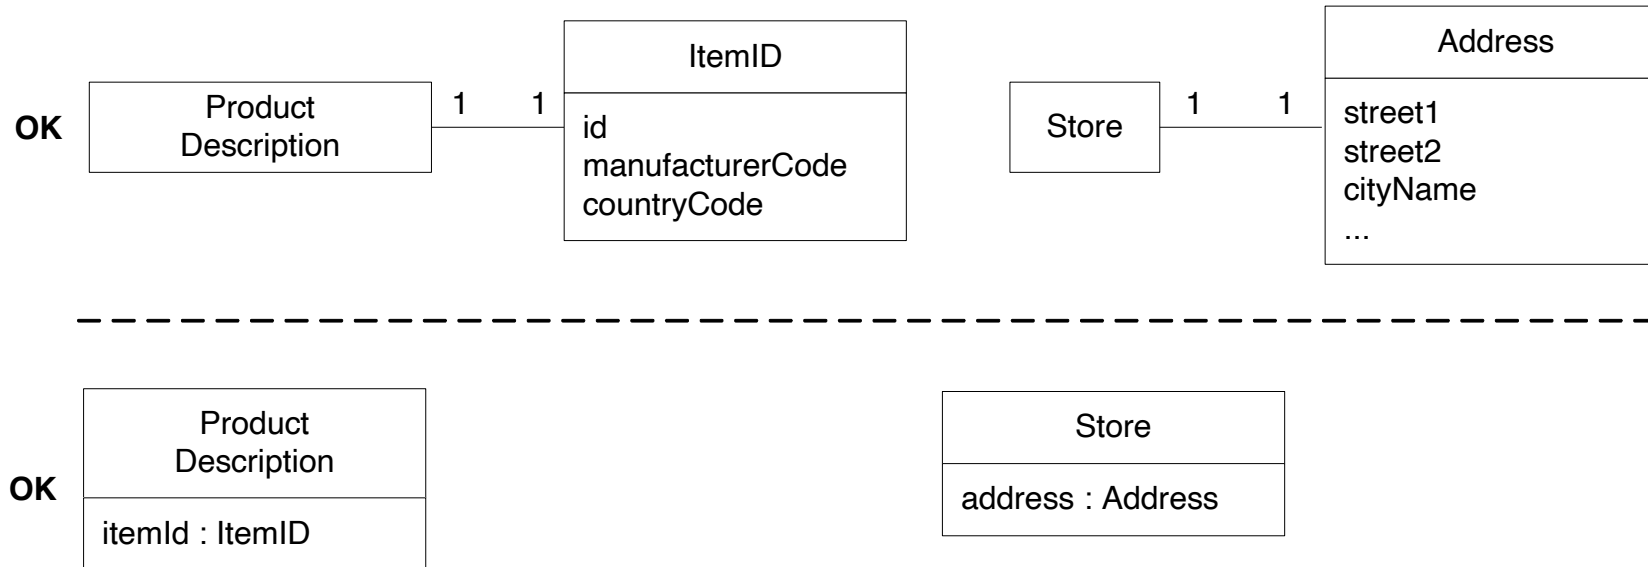 OK
Product
Description
1 1
ItemID
id
manufacturerCode
countryCode
Store
1 1
Address
street1
street2
cityName
...
OK
Product
Description
itemId : ItemID
Store
address : Address